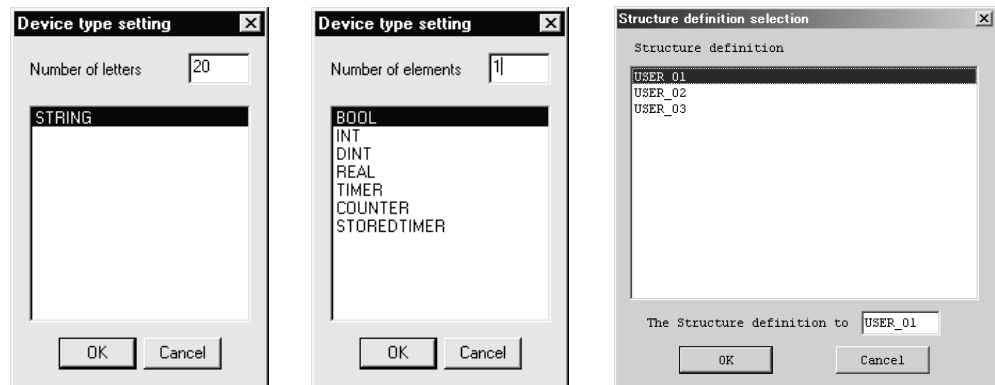 Device type setting
Number of letters 20
STRING
OK Cancel
Device type setting
Number of elements 1
BOOL
INT
DINT
REAL
TIMER
COUNTER
STOREDTIMER
OK Cancel
Structure definition selection
Structure definition
USER_01
USER_02
USER_03
The Structure definition to USER_01
OK Cancel